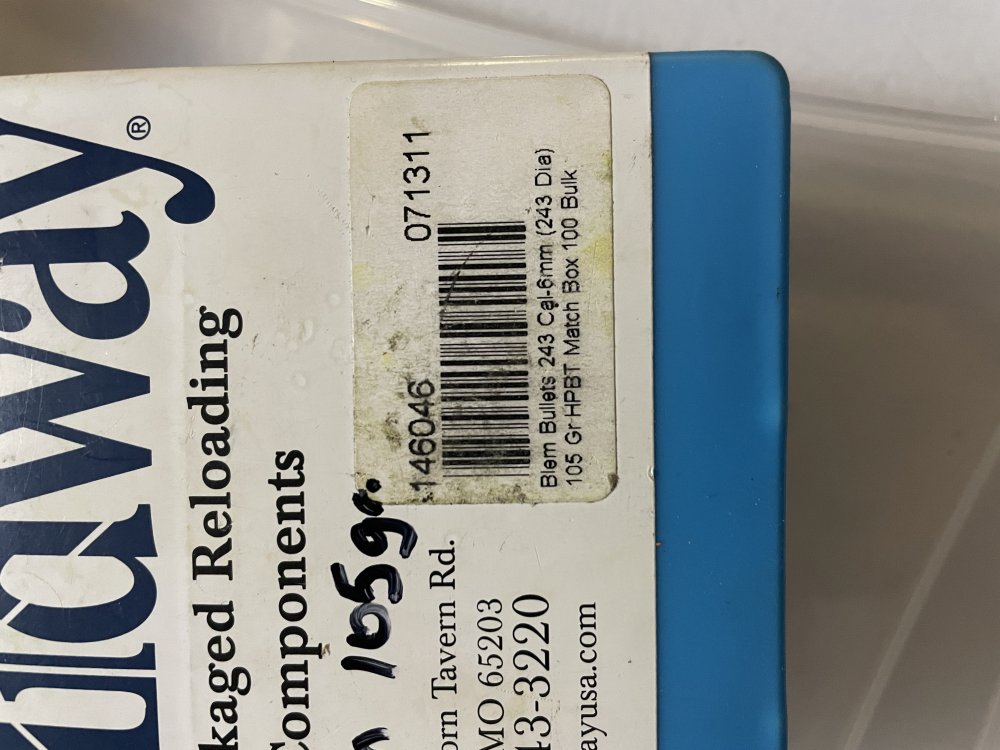 ®
kaged Reloading
Components
105gr.
orn Tavern Rd.
MO 65203
43-3220
ayusa.com
146046 071311
Blem Bullets 243 Cal-6mm (243 Dia)
105 Gr HPBT Match Box 100 Bulk